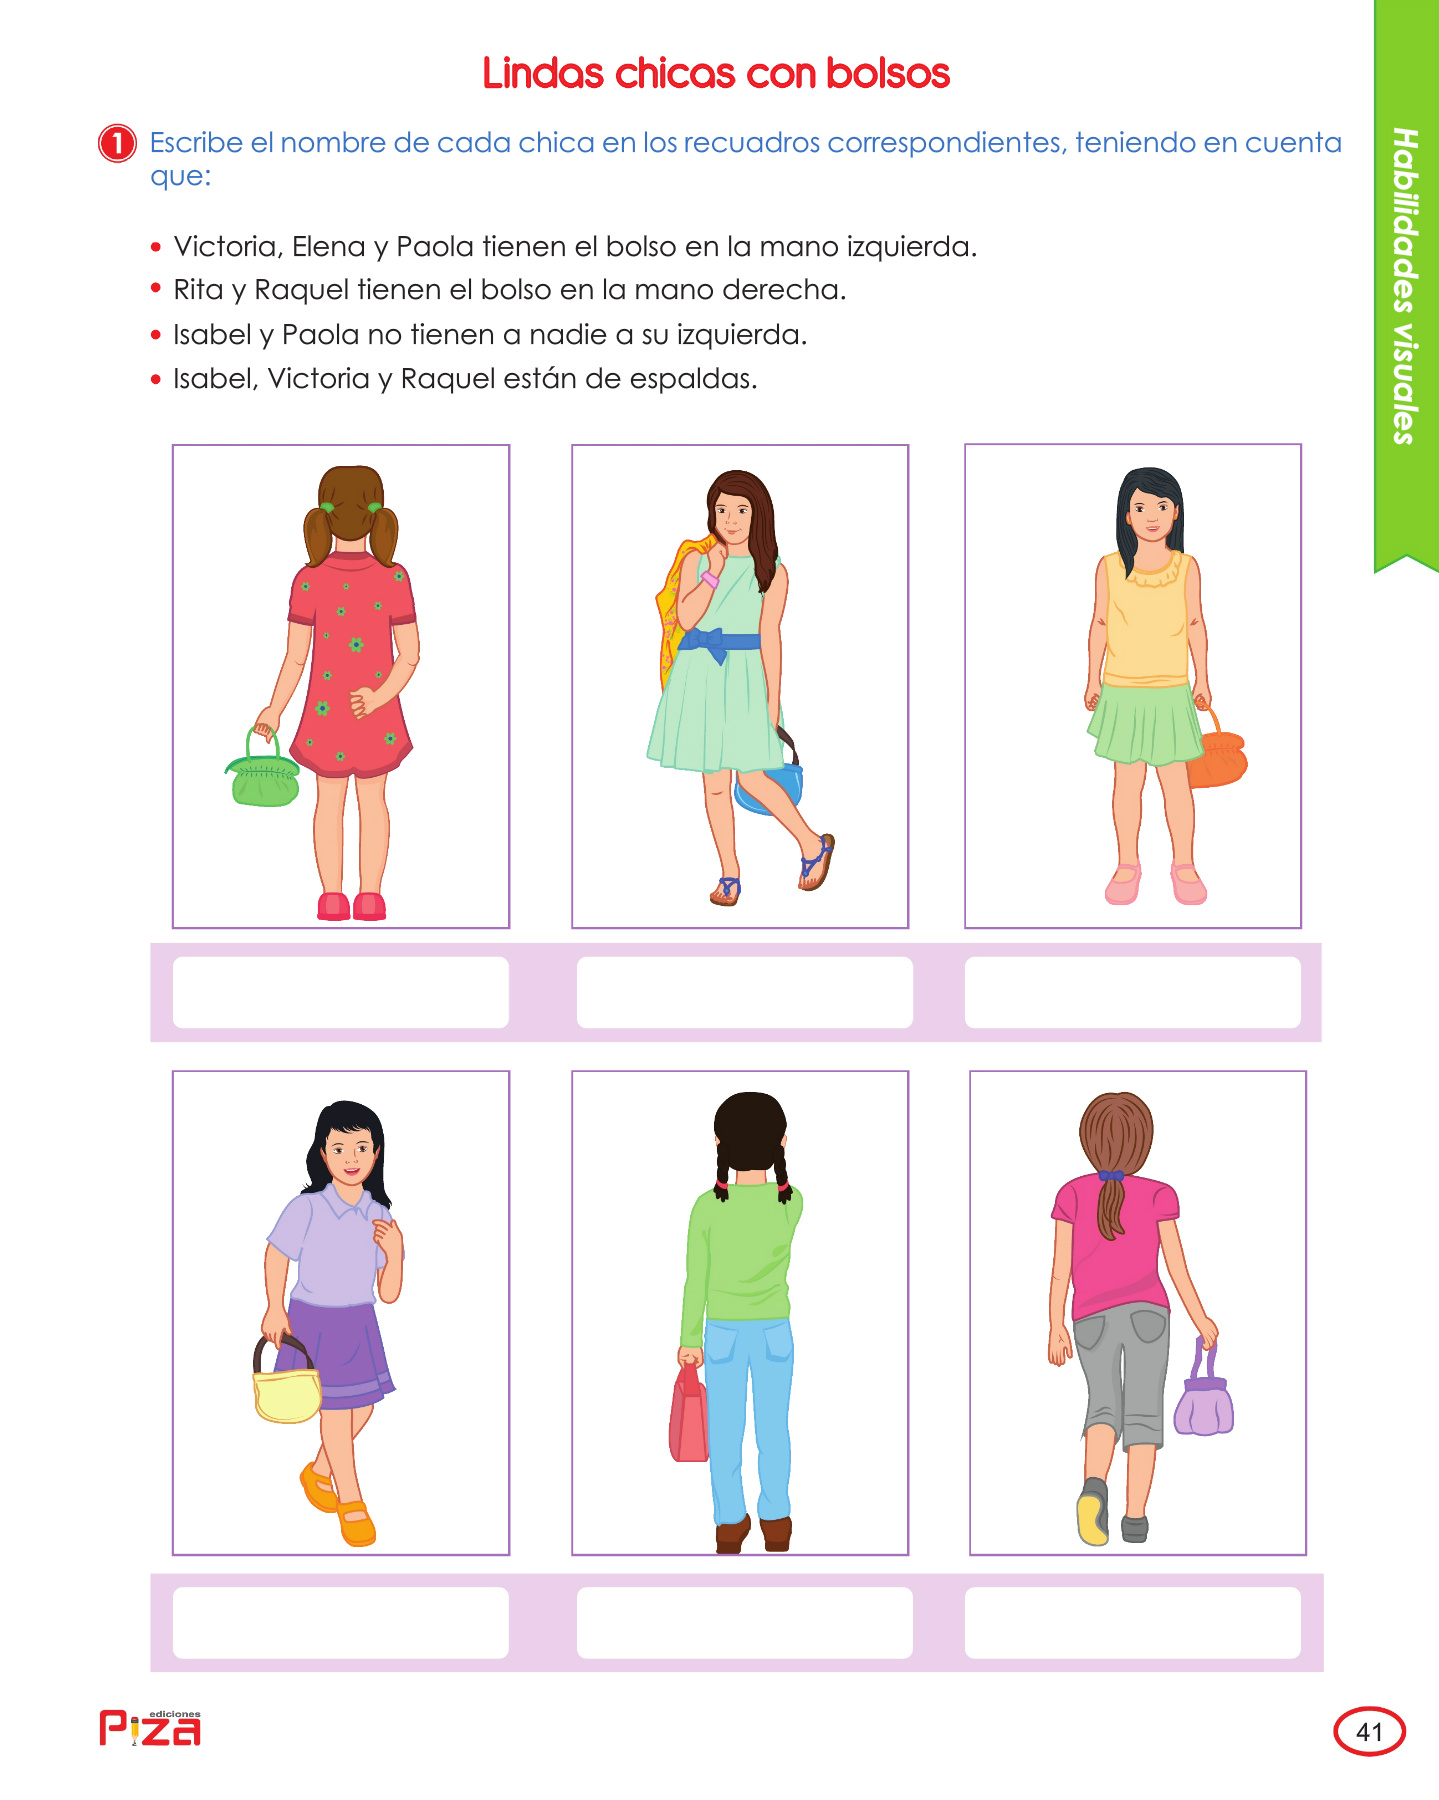 Lindas chicas con bolsos
1 Escribe el nombre de cada chica en los recuadros correspondientes, teniendo en cuenta
que:
• Victoria, Elena y Paola tienen el bolso en la mano izquierda.
• Rita y Raquel tienen el bolso en la mano derecha.
• Isabel y Paola no tienen a nadie a su izquierda.
• Isabel, Victoria y Raquel están de espaldas.
Habilidades visuales
ediciones
Piza
41